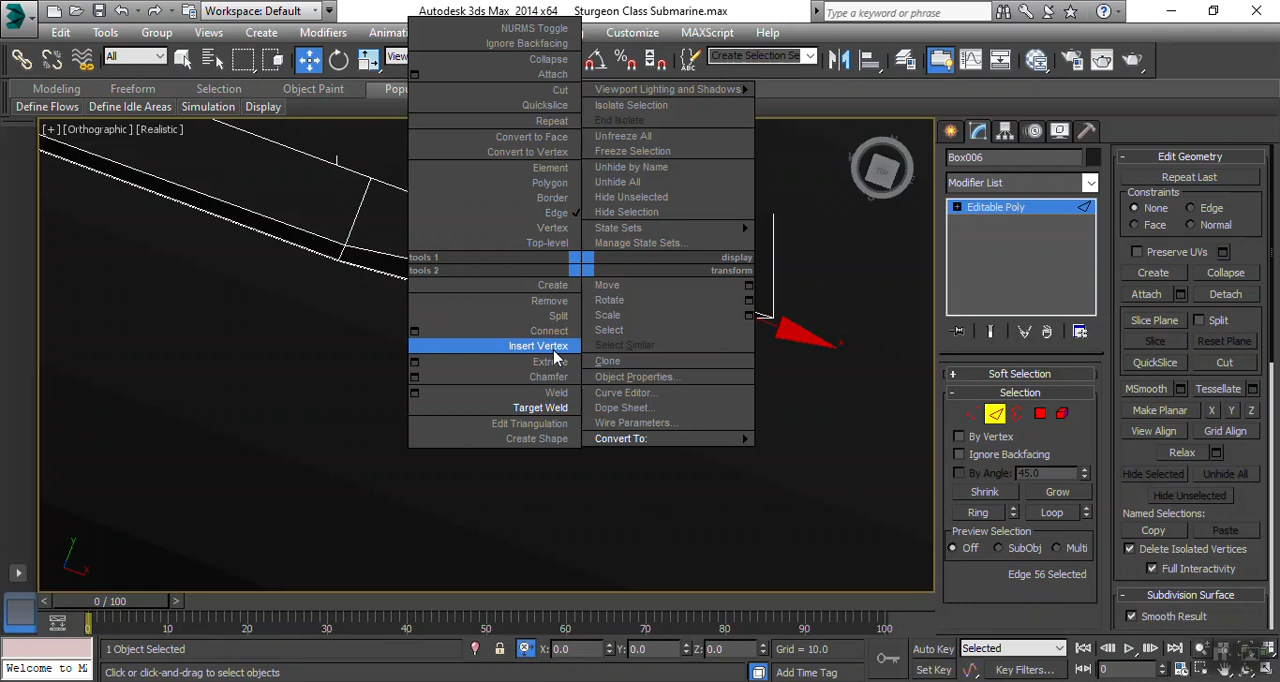 Workspace: Default
Autodesk 3ds Max 2014 x64 Sturgeon Class Submarine.max
Type a keyword or phrase
Edit Tools Group Views Create Modifiers Customize MAXScript Help
All
Create Selection Se
Modeling Freeform Selection Object Paint
Define Flows Define Idle Areas Simulation Display
[+] [Orthographic] [Realistic]
NURMS Toggle
Ignore Backfacing
Collapse
Attach
Cut
Quickslice
Repeat
Convert to Face
Convert to Vertex
Element
Polygon
Border
Edge
Vertex
Top-level
tools 1
tools 2
Create
Remove
Split
Connect
Insert Vertex
Extrude
Chamfer
Weld
Target Weld
Edit Triangulation
Create Shape
Viewport Lighting and Shadows
Isolate Selection
End Isolate
Unfreeze All
Freeze Selection
Unhide by Name
Unhide All
Hide Unselected
Hide Selection
State Sets
Manage State Sets...
display
transform
Move
Rotate
Scale
Select
Select Similar
Clone
Object Properties...
Curve Editor...
Dope Sheet...
Wire Parameters...
Convert To:
TOP
Box006
Modifier List
Editable Poly
Soft Selection
Selection
By Vertex
Ignore Backfacing
By Angle: 45.0
Shrink Grow
Ring Loop
Preview Selection
Off SubObj Multi
Edge 56 Selected
Edit Geometry
Repeat Last
Constraints
None Edge
Face Normal
Preserve UVs
Create Collapse
Attach Detach
Slice Plane Split
Slice Reset Plane
QuickSlice Cut
MSmooth Tessellate
Make Planar X Y Z
View Align Grid Align
Relax
Hide Selected Unhide All
Hide Unselected
Named Selections:
Copy Paste
Delete Isolated Vertices
Full Interactivity
Subdivision Surface
Smooth Result
y
x
0 / 100
0 10 20 30 40 50 60 70 80 90 100
Welcome to M
1 Object Selected
Click or click-and-drag to select objects
X: 0.0 Y: 0.0 Z: 0.0 Grid = 10.0
Add Time Tag
Auto Key Selected
Set Key Key Filters...
0